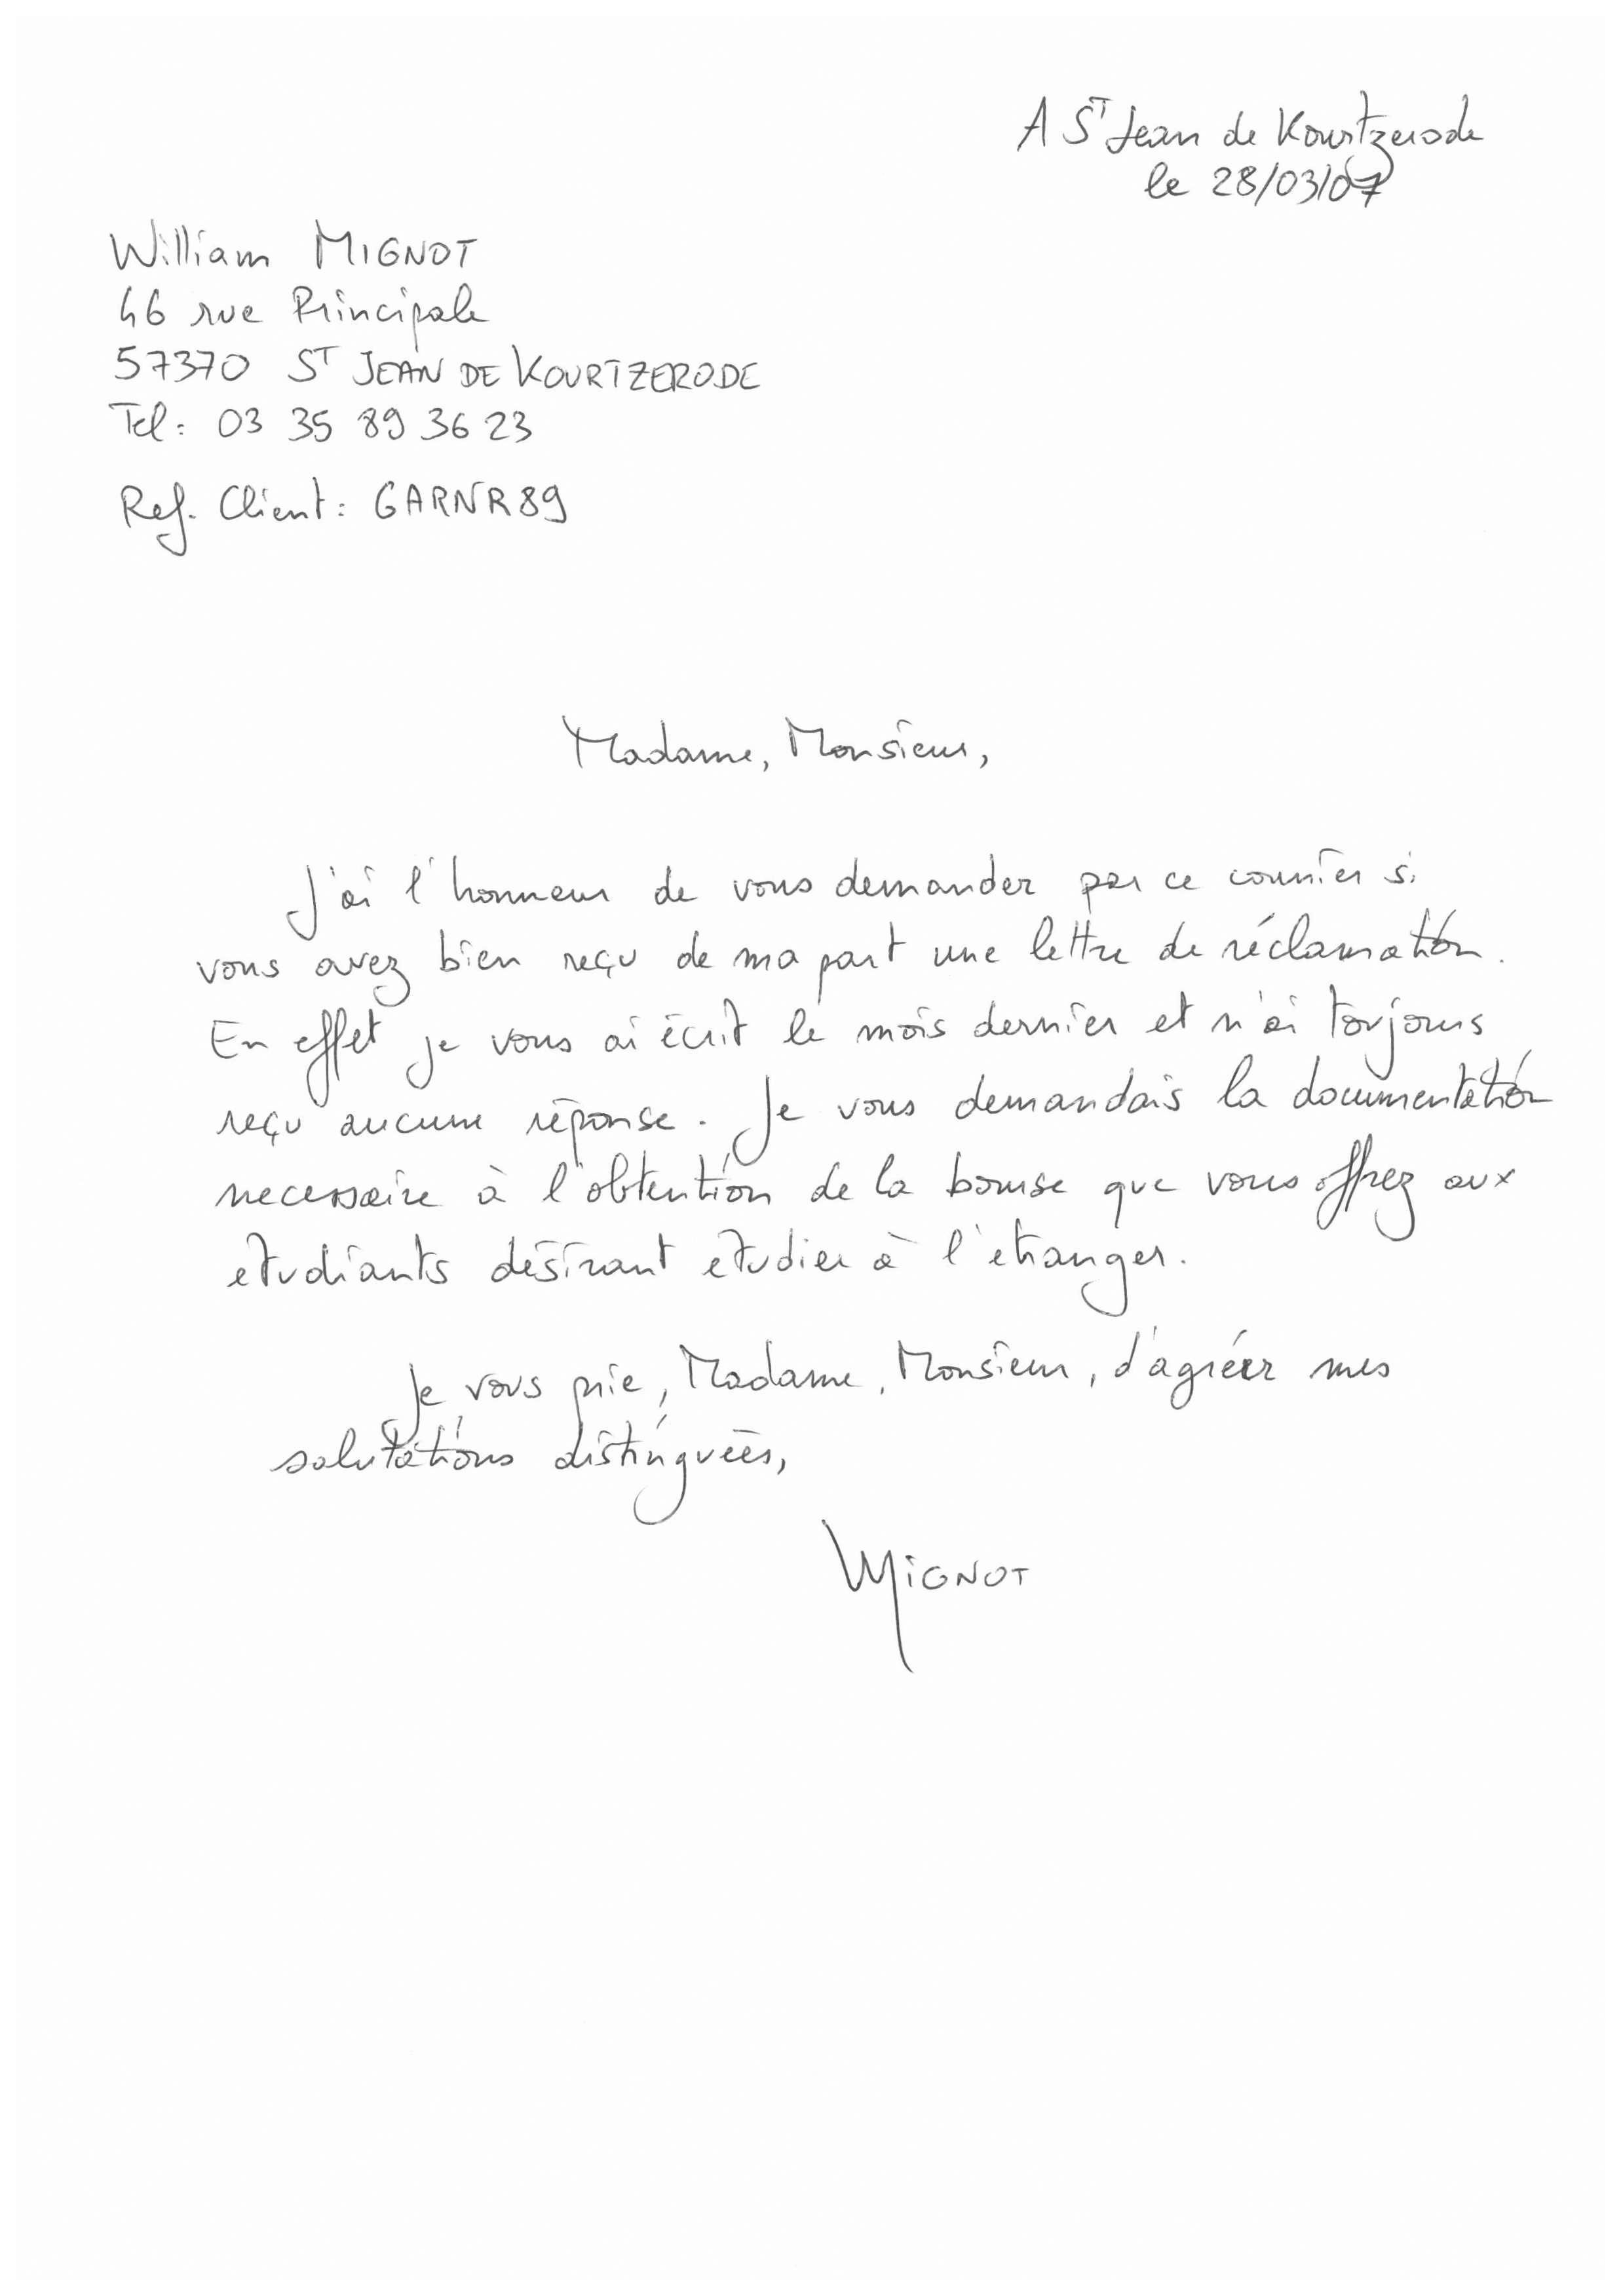 A St Jean de Kourtzerode
le 28/03/07
William MIGNOT
46 rue Principale
57370 ST JEAN DE KOURTZERODE
Tel: 03 35 89 36 23
Ref. Client: GARNR89
Madame, Monsieur,
J'ai l'honneur de vous demander par ce courrier si
vous avez bien reçu de ma part une lettre de réclamation.
En effet je vous ai écrit le mois dernier et n'ai toujours
reçu aucune réponse. Je vous demandais la documentation
necessaire à l'obtention de la bourse que vous offrez aux
etudiants désirant etudier à l'etranger.
Je vous prie, Madame, Monsieur, d'agréer mes
salutations distinguées,
MIGNOT